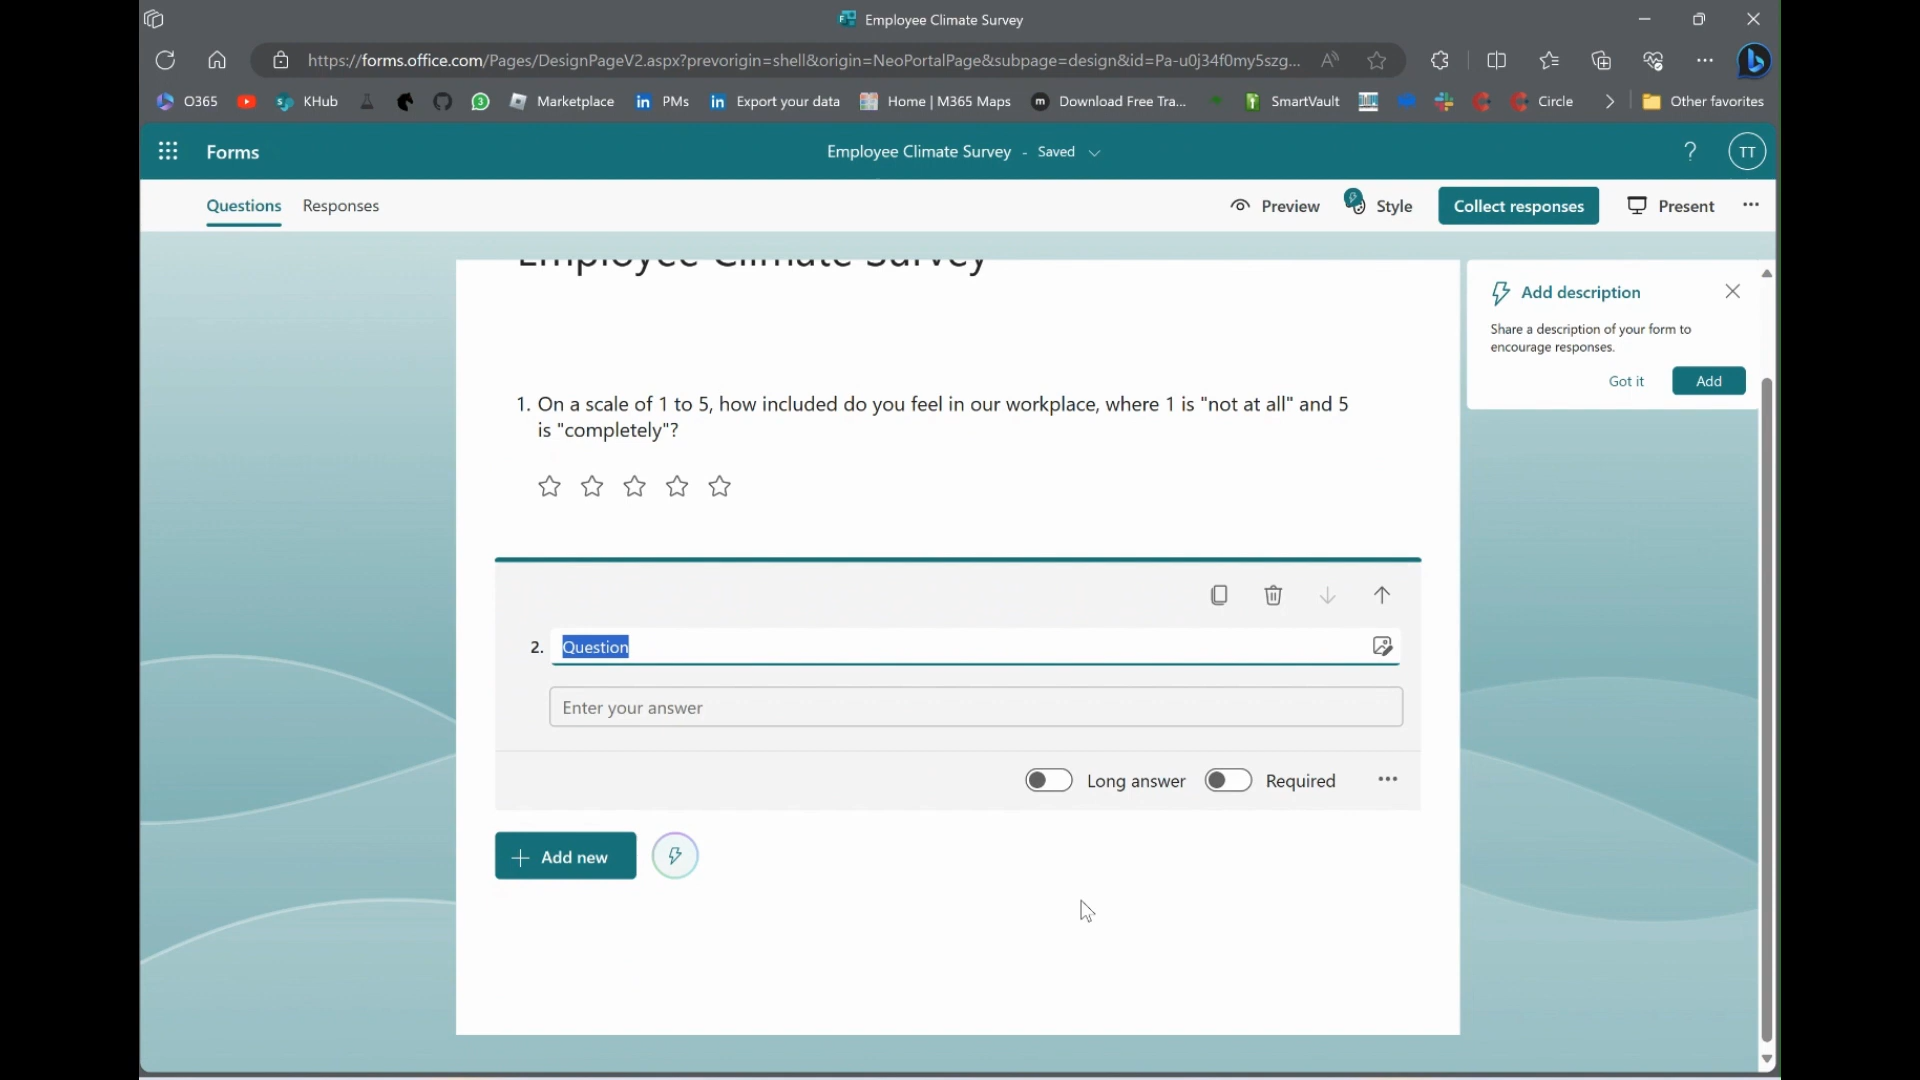 Employee Climate Survey
https://forms.office.com/Pages/DesignPageV2.aspx?prevorigin=shell&origin=NeoPortalPage&subpage=design&id=Pa-u0j34f0my5szg...
O365 KHub 3 Marketplace PMs Export your data Home | M365 Maps Download Free Tra... SmartVault Circle Other favorites
Forms Employee Climate Survey - Saved ? TT
Questions Responses Preview Style Collect responses Present
Employee Climate Survey
Add description
Share a description of your form to
encourage responses.
Got it Add
1. On a scale of 1 to 5, how included do you feel in our workplace, where 1 is "not at all" and 5
is "completely"?
2. Question
Enter your answer
Long answer Required
Add new